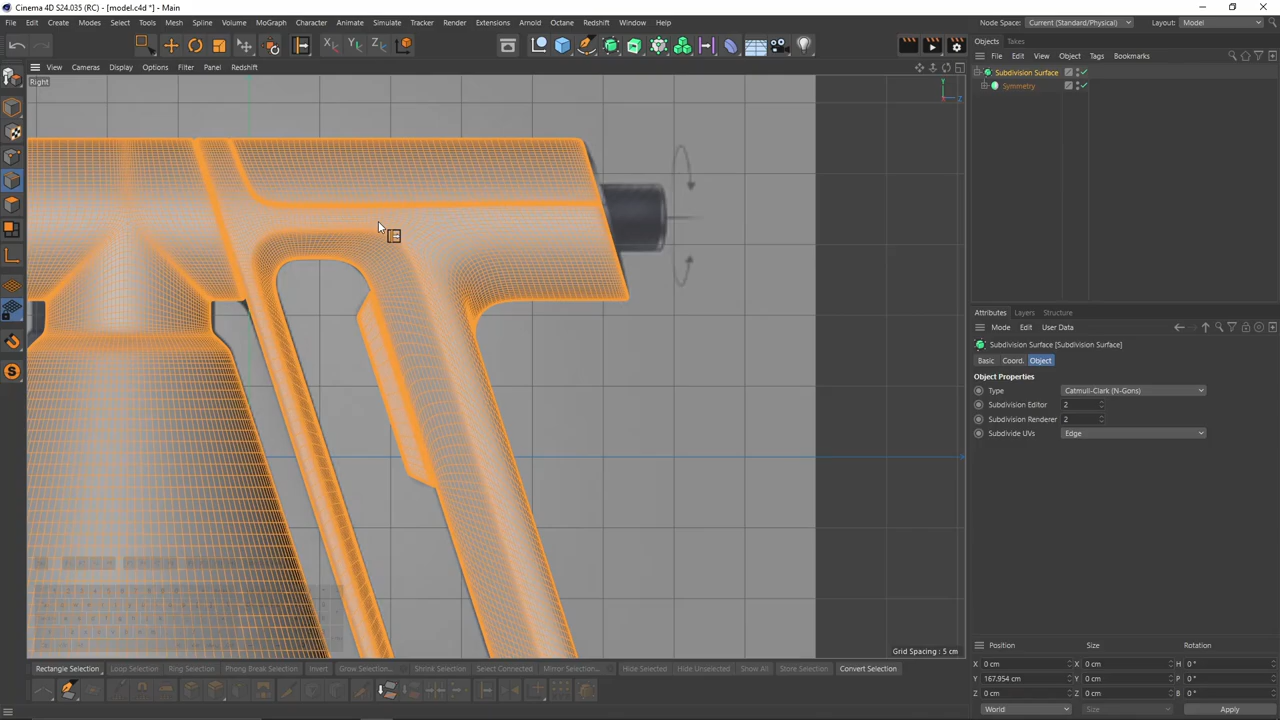 Cinema 4D S24.035 (RC) - [model.c4d *] - Main
File Edit Create Modes Select Tools Mesh Spline Volume MoGraph Character Animate Simulate Tracker Render Extensions Arnold Octane Redshift Window Help
Node Space: Current (Standard/Physical) Layout: Model
X Y Z
View Cameras Display Options Filter Panel Redshift
Right
Y
Z
Objects Takes
File Edit View Object Tags Bookmarks
Subdivision Surface
Symmetry
Attributes Layers Structure
Mode Edit User Data
Subdivision Surface [Subdivision Surface]
Basic Coord. Object
Object Properties
Type Catmull-Clark (N-Gons)
Subdivision Editor 2
Subdivision Renderer 2
Subdivide UVs Edge
Grid Spacing : 5 cm
Position Size Rotation
X 0 cm X 0 cm H 0 °
Y 167.954 cm Y 0 cm P 0 °
Z 0 cm Z 0 cm B 0 °
World Size Apply
Rectangle Selection Loop Selection Ring Selection Phong Break Selection Invert Grow Selection... Shrink Selection Select Connected Mirror Selection... Hide Selected Hide Unselected Show All Store Selection Convert Selection